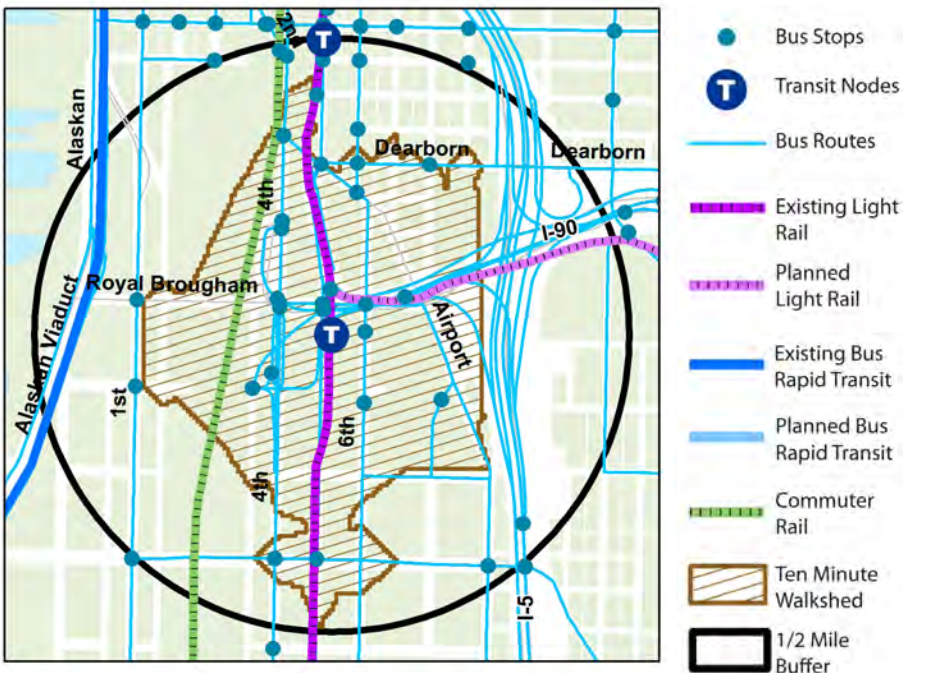 2nd
T
Alaskan
Dearborn
Dearborn
4th
I-90
Royal Brougham
T
Airport
Alaskan Viaduct
1st
6th
4th
I-5
Bus Stops
T
Transit Nodes
Bus Routes
Existing Light
Rail
Planned
Light Rail
Existing Bus
Rapid Transit
Planned Bus
Rapid Transit
Commuter
Rail
Ten Minute
Walkshed
1/2 Mile
Buffer